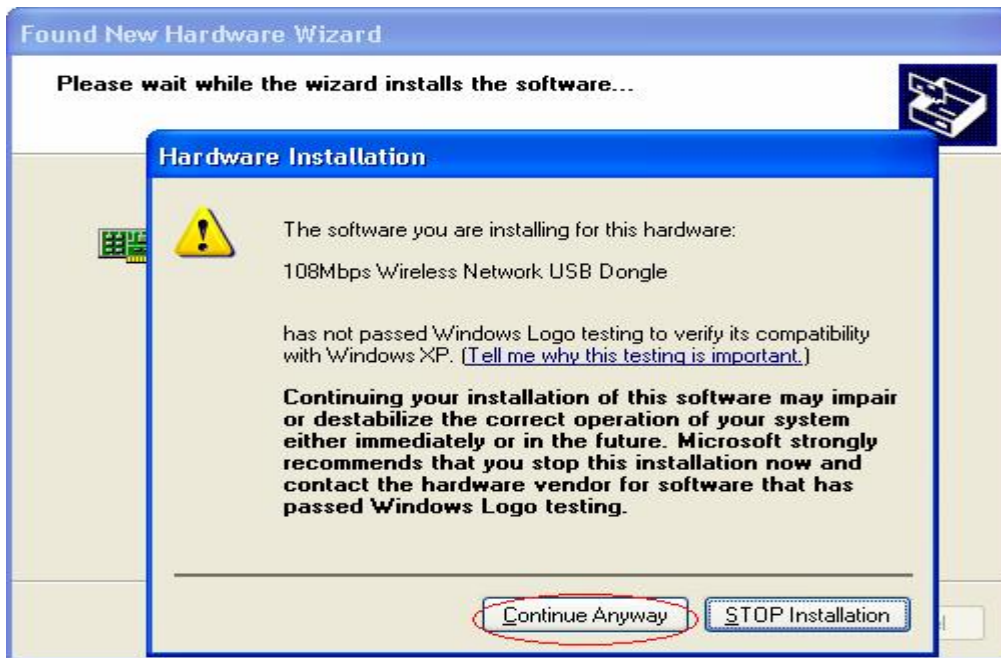 Found New Hardware Wizard
Please wait while the wizard installs the software...
Hardware Installation
The software you are installing for this hardware:
108Mbps Wireless Network USB Dongle
has not passed Windows Logo testing to verify its compatibility
with Windows XP. (Tell me why this testing is important.)
Continuing your installation of this software may impair
or destabilize the correct operation of your system
either immediately or in the future. Microsoft strongly
recommends that you stop this installation now and
contact the hardware vendor for software that has
passed Windows Logo testing.
Continue Anyway
STOP Installation